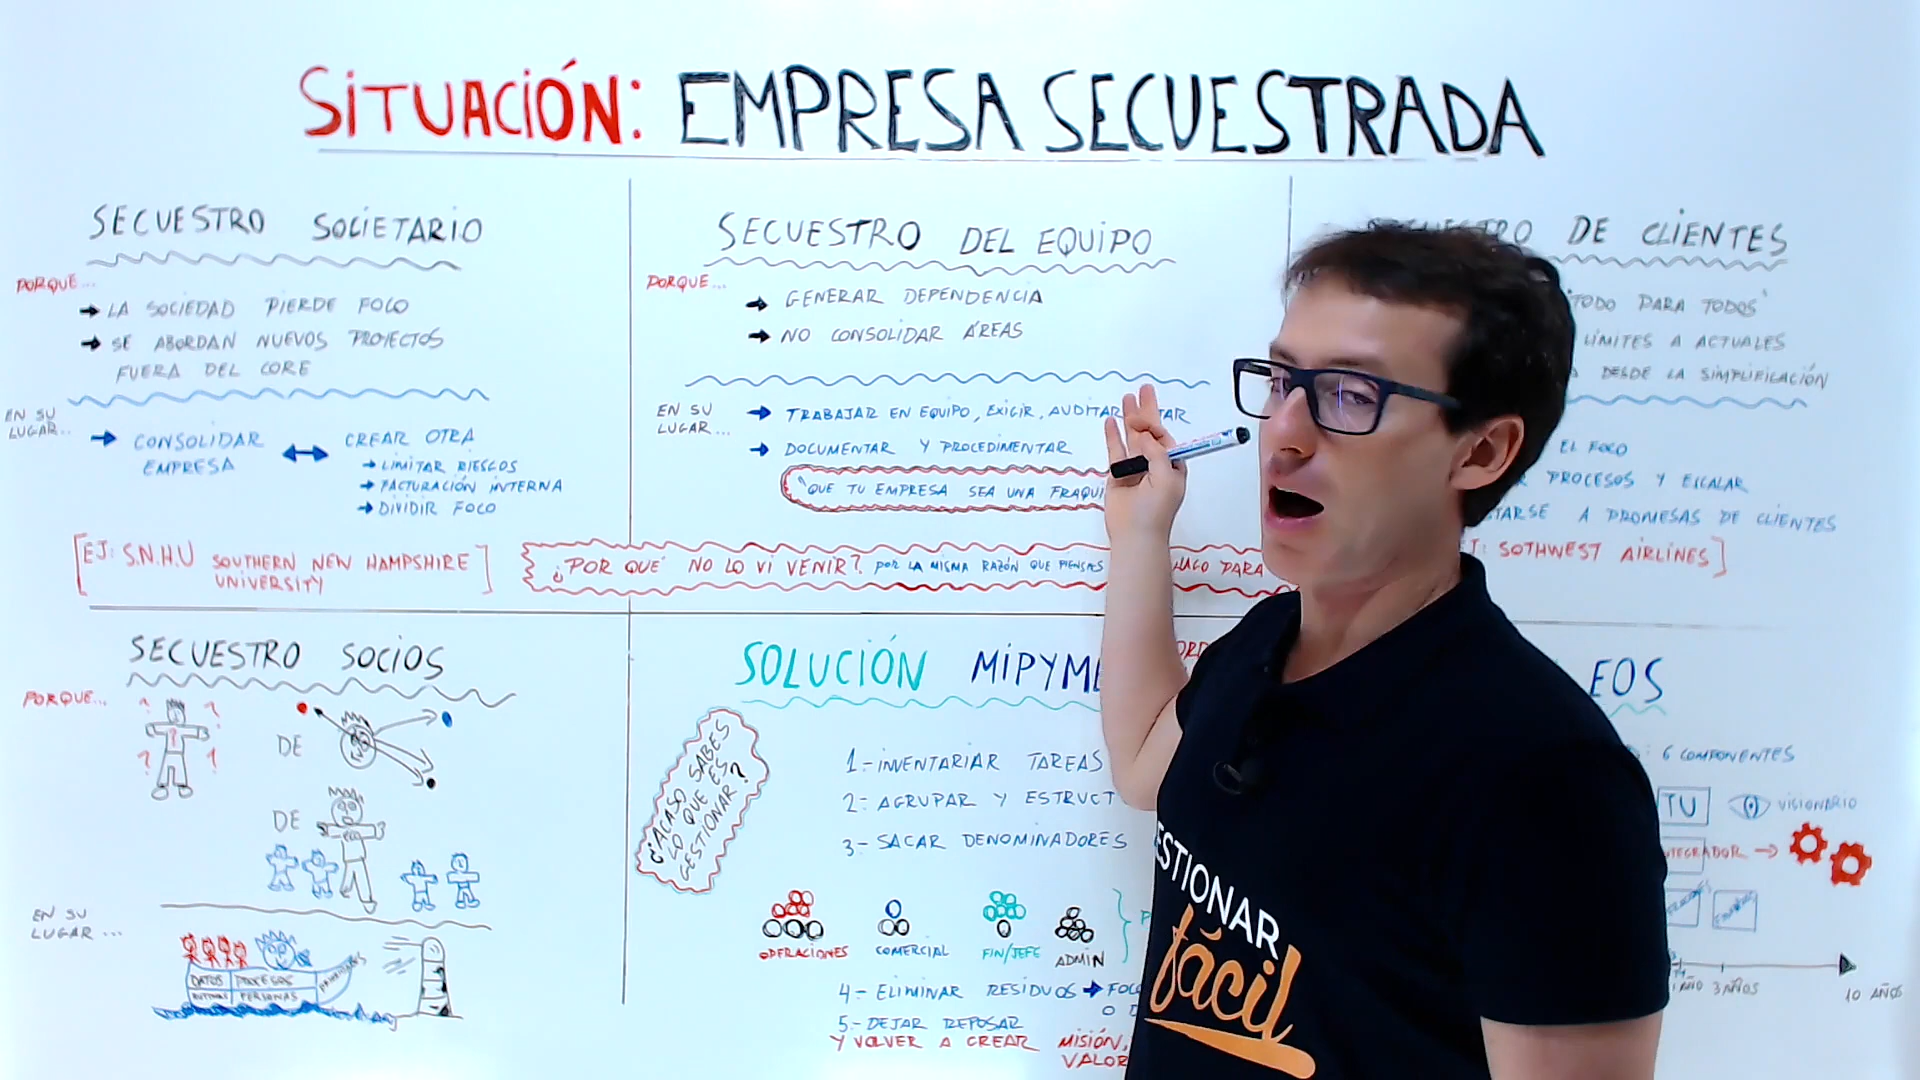 SITUACIÓN: EMPRESA SECUESTRADA
SECUESTRO SOCIETARIO
PORQUE...
LA SOCIEDAD PIERDE FOCO
SE ABORDAN NUEVOS PROYECTOS
FUERA DEL CORE
EN SU
LUGAR...
CONSOLIDAR
EMPRESA
CREAR OTRA
LIMITAR RIESGOS
FACTURACIÓN INTERNA
DIVIDIR FOCO
[EJ: S.N.H.U SOUTHERN NEW HAMPSHIRE
UNIVERSITY]
SECUESTRO DEL EQUIPO
PORQUE...
GENERAR DEPENDENCIA
NO CONSOLIDAR ÁREAS
EN SU
LUGAR...
TRABAJAR EN EQUIPO, EXIGIR, AUDITAR
DOCUMENTAR Y PROCEDIMENTAR
"QUE TU EMPRESA SEA UNA
¿POR QUÉ NO LO VI VENIR? POR LA MISMA RAZÓN QUE PIENSAS
HAGO PARA
DE CLIENTES
"TODO PARA TODOS"
LÍMITES A ACTUALES
DESDE LA SIMPLIFICACIÓN
EL FOCO
PROCESOS Y ESCALAR
A PROMESAS DE CLIENTES
SOTHWEST AIRLINES]
SECUESTRO SOCIOS
PORQUE...
DE
DE
EN SU
LUGAR...
DATOS PROCESOS
PERSONAS
SOLUCIÓN
¿ACASO SABES
LO QUE ES
GESTIONAR?
1- INVENTARIAR TAREAS
2- AGRUPAR Y
3- SACAR DENOMINADORES
OPERACIONES
COMERCIAL
FIN/JEFE
ADMIN
4- ELIMINAR RESIDUOS
5- DEJAR REPOSAR
Y VOLVER A CREAR MISIÓN,
EOS
6 COMPONENTES
TU
VISIONARIO
1 AÑO
3 AÑOS
10 AÑOS
fácil